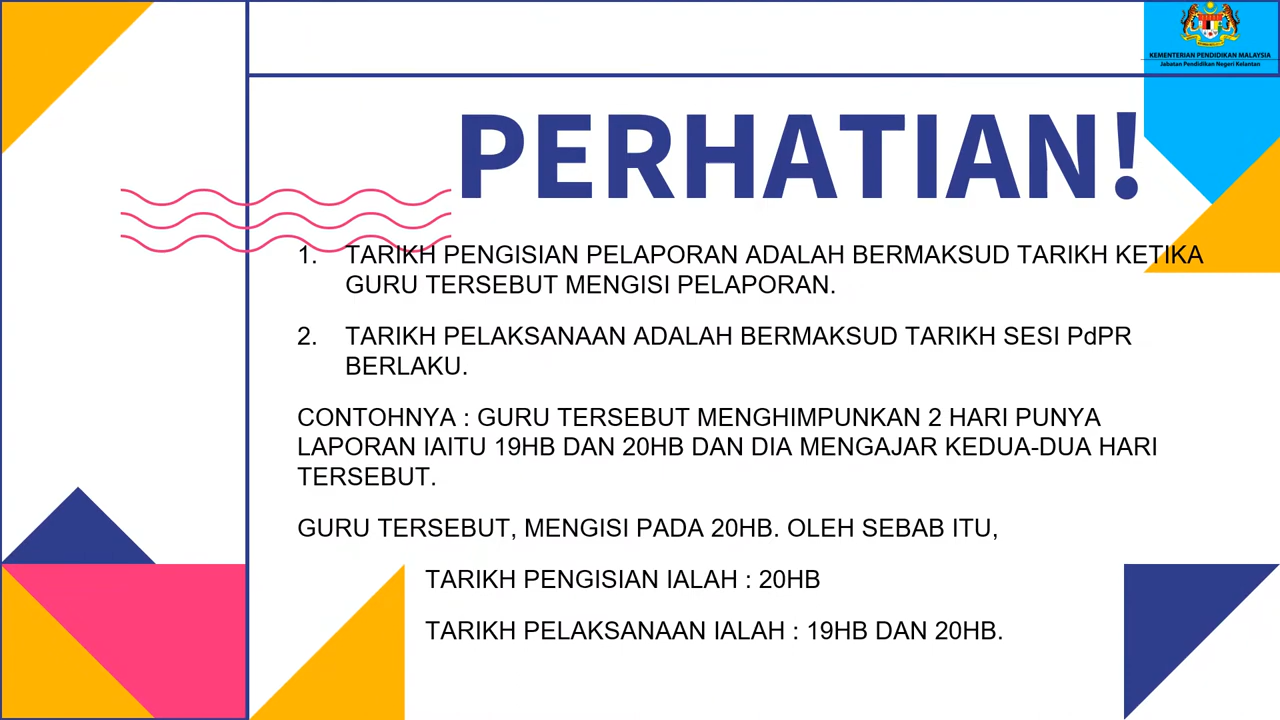 KEMENTERIAN PENDIDIKAN MALAYSIA
Jabatan Pendidikan Negeri Kelantan
PERHATIAN!
1. TARIKH PENGISIAN PELAPORAN ADALAH BERMAKSUD TARIKH KETIKA
GURU TERSEBUT MENGISI PELAPORAN.
2. TARIKH PELAKSANAAN ADALAH BERMAKSUD TARIKH SESI PdPR
BERLAKU.
CONTOHNYA : GURU TERSEBUT MENGHIMPUNKAN 2 HARI PUNYA
LAPORAN IAITU 19HB DAN 20HB DAN DIA MENGAJAR KEDUA-DUA HARI
TERSEBUT.
GURU TERSEBUT, MENGISI PADA 20HB. OLEH SEBAB ITU,
TARIKH PENGISIAN IALAH : 20HB
TARIKH PELAKSANAAN IALAH : 19HB DAN 20HB.